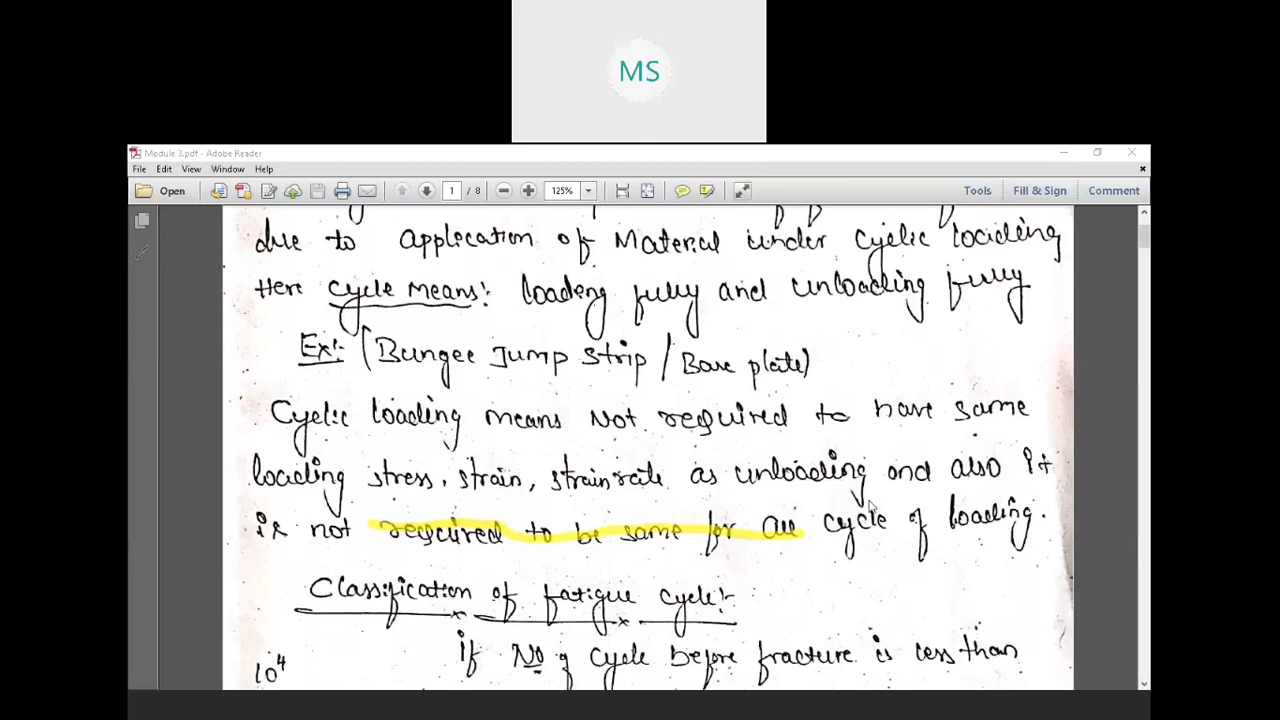 MS
Module 3.pdf - Adobe Reader
File Edit View Window Help
Open 1 / 8 125% Tools Fill & Sign Comment
due to application of Material under cyclic loading
Here cycle means:- loading fully and unloading fully
Ex:- (Bungee Jump Strip / Base plate)
Cyclic loading means Not required to have same
loading stress, strain, strain rate as unloading and also it
is not required to be same for all cycle of loading.
Classification of fatigue cycle:-
if No of cycle before fracture is less than
10⁴